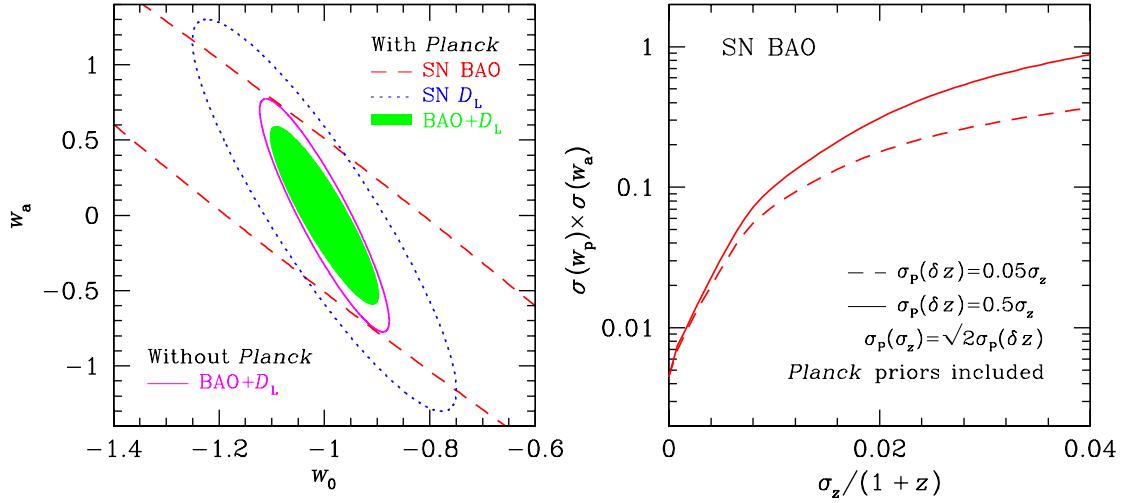 With Planck
SN BAO
SN D_L
BAO+D_L
Without Planck
BAO+D_L
1
0.5
0
−0.5
−1
w_a
−1.4
−1.2
−1
−0.8
−0.6
w_0
SN BAO
σ_P(δz)=0.05σ_z
σ_P(δz)=0.5σ_z
σ_P(σ_z)=√2σ_P(δz)
Planck priors included
1
0.1
0.01
σ(w_p)×σ(w_a)
0
0.02
0.04
σ_z/(1+z)